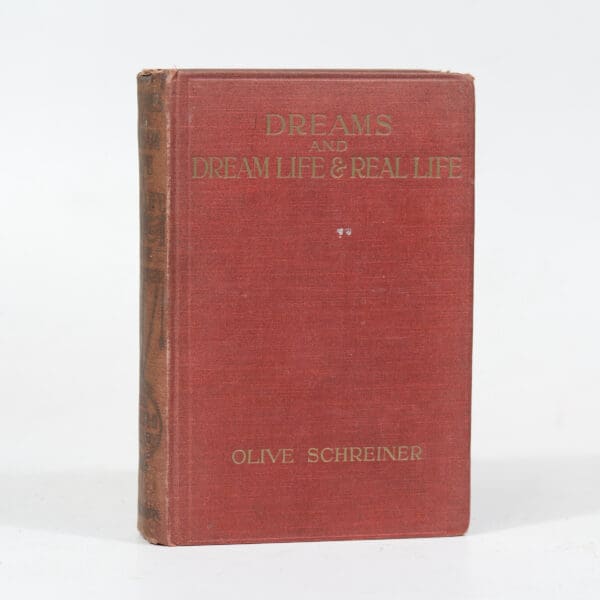 DREAMS
AND
DREAM LIFE & REAL LIFE
OLIVE SCHREINER